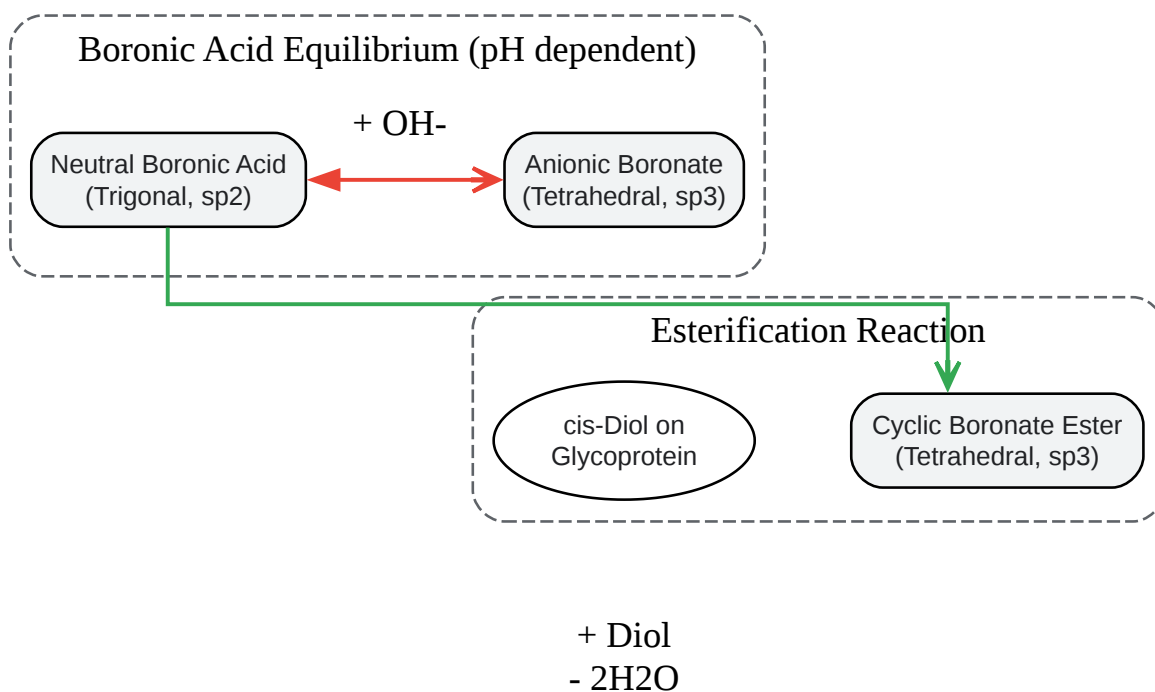 Boronic Acid Equilibrium (pH dependent)
+ OH-
Neutral Boronic Acid
(Trigonal, sp2)
Anionic Boronate
(Tetrahedral, sp3)
Esterification Reaction
cis-Diol on
Glycoprotein
Cyclic Boronate Ester
(Tetrahedral, sp3)
+ Diol
- 2H2O